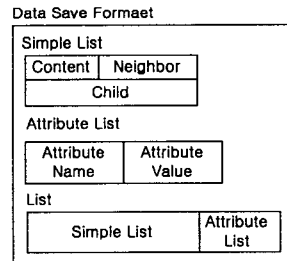 Data Save Formaet
Simple List
Content Neighbor
Child
Attribute List
Attribute Attribute
Name Value
List
Simple List Attribute
List